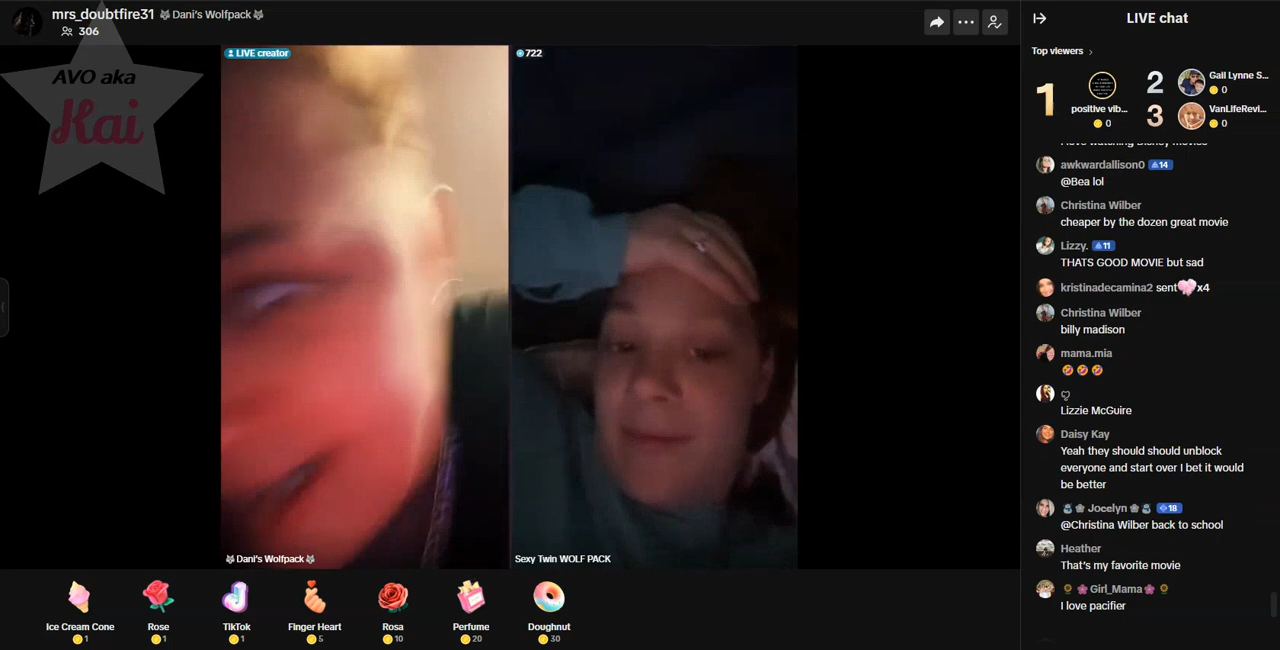 mrs_doubtfire31 🐺Dani's Wolfpack🐺
306
AVO aka
Kai
LIVE creator
722
🐺Dani's Wolfpack🐺
Sexy Twin WOLF PACK
Ice Cream Cone
1
Rose
1
TikTok
1
Finger Heart
5
Rosa
10
Perfume
20
Doughnut
30
LIVE chat
Top viewers >
1
positive vib...
0
2
Gail Lynne S...
0
3
VanLifeRevi...
0
I love watching Disney movies
awkwardallison0 14
@Bea lol
Christina Wilber
cheaper by the dozen great movie
Lizzy. 11
THATS GOOD MOVIE but sad
kristinadecamina2 sent x4
Christina Wilber
billy madison
mama.mia
🤣🤣🤣
Lizzie McGuire
Daisy Kay
Yeah they should should unblock
everyone and start over I bet it would
be better
Jocelyn 18
@Christina Wilber back to school
Heather
That's my favorite movie
🌻🌸Girl_Mama🌸🌻
I love pacifier